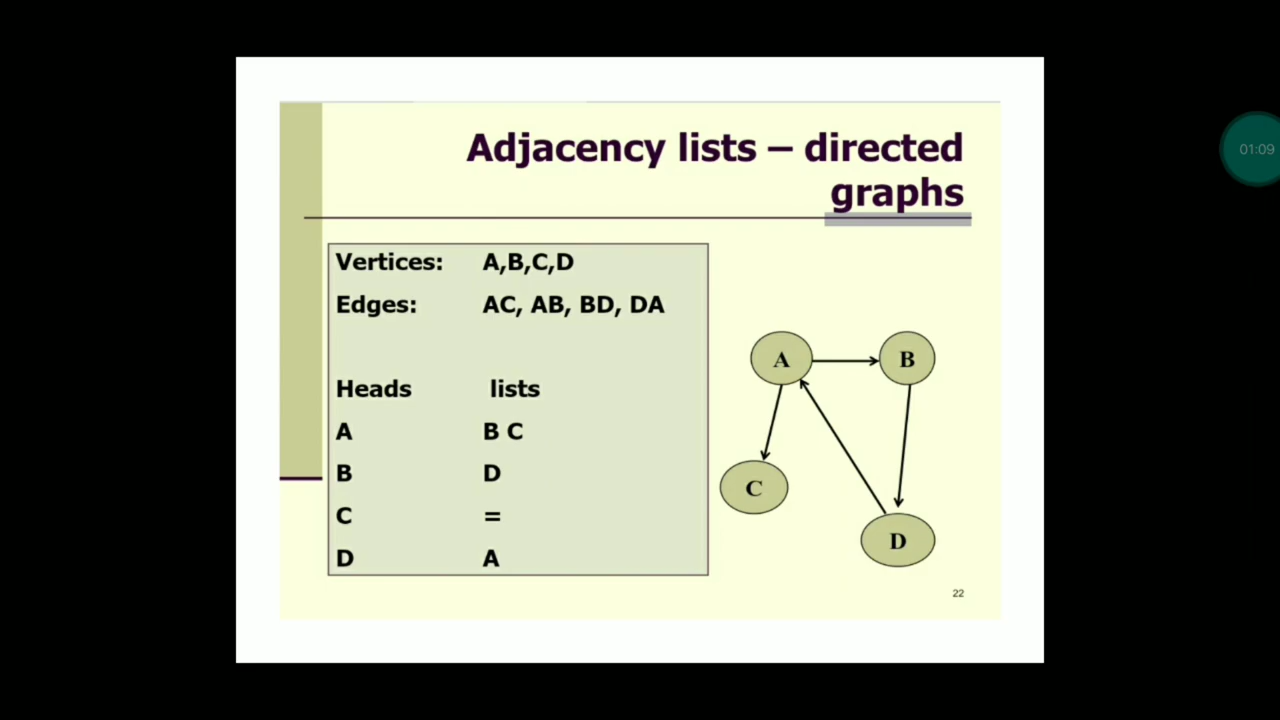 Adjacency lists – directed
graphs
Vertices: A,B,C,D
Edges: AC, AB, BD, DA
Heads lists
A B C
B D
C =
D A
A
B
C
D
22
01:09